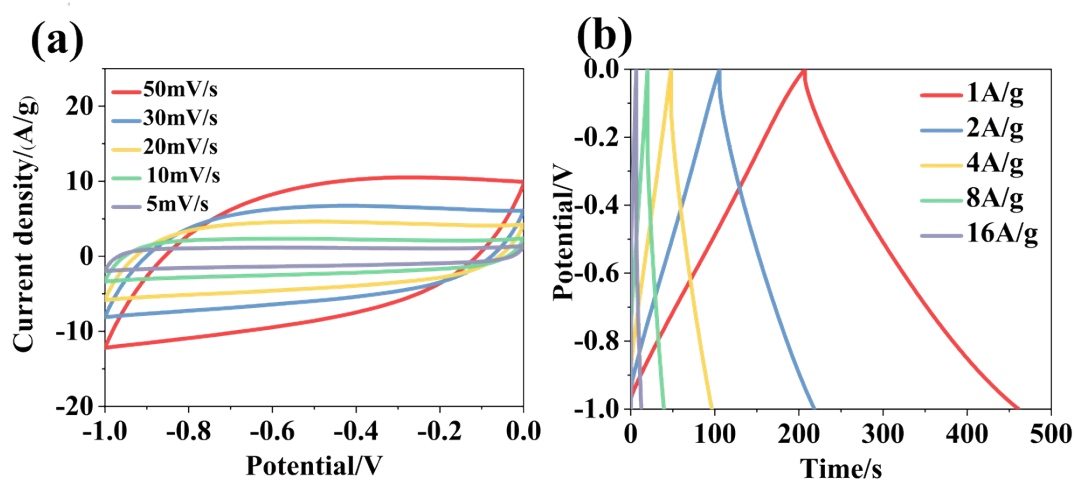 (a)
Current density/(A/g)
20
10
0
-10
-20
50mV/s
30mV/s
20mV/s
10mV/s
5mV/s
-1.0 -0.8 -0.6 -0.4 -0.2 0.0
Potential/V
(b)
Potential/V
0.0
-0.2
-0.4
-0.6
-0.8
-1.0
1A/g
2A/g
4A/g
8A/g
16A/g
0 100 200 300 400 500
Time/s